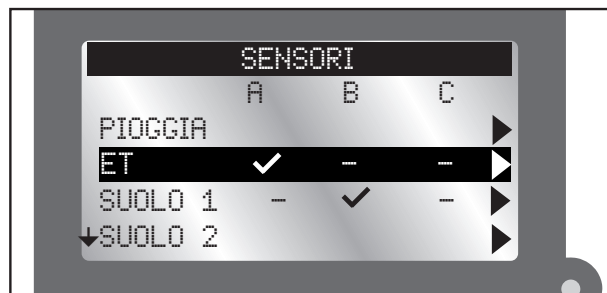 SENSORI
A B C
PIOGGIA
ET ✓ - -
SUOLO 1 - ✓ -
SUOLO 2